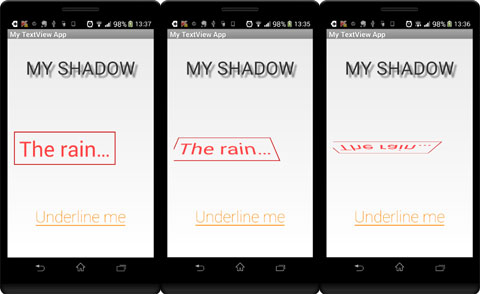 98% 13:37
My TextView App
MY SHADOW
The rain...
Underline me
98% 13:35
My TextView App
MY SHADOW
The rain...
Underline me
98% 13:36
My TextView App
MY SHADOW
The rain...
Underline me